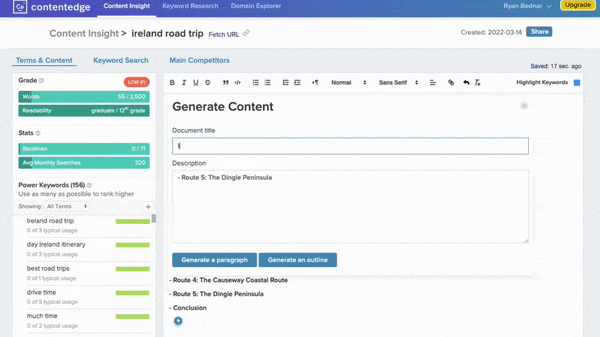 contentedge
Content Insight
Keyword Research
Domain Explorer
Ryan Bednar
Upgrade
Content Insight > ireland road trip Fetch URL
Created: 2022-03-14
Share
Terms & Content
Keyword Search
Main Competitors
Saved: 17 sec. ago
Grade
LOW (F)
Words 55 / 2,500
Readability graduate / 12th grade
Stats
Backlinks 0 / 71
Avg Monthly Searches 320
Power Keywords (156)
Use as many as possible to rank higher
Showing: All Terms
+
Ireland road trip
0 of 3 typical usage
day Ireland itinerary
0 of 3 typical usage
best road trips
0 of 1 typical usage
drive time
0 of 5 typical usage
much time
0 of 2 typical usage
B I U S
Normal
Sans Serif
Highlight Keywords
Generate Content
Document title
Description
- Route 5: The Dingle Peninsula
Generate a paragraph
Generate an outline
- Route 4: The Causeway Coastal Route
- Route 5: The Dingle Peninsula
- Conclusion